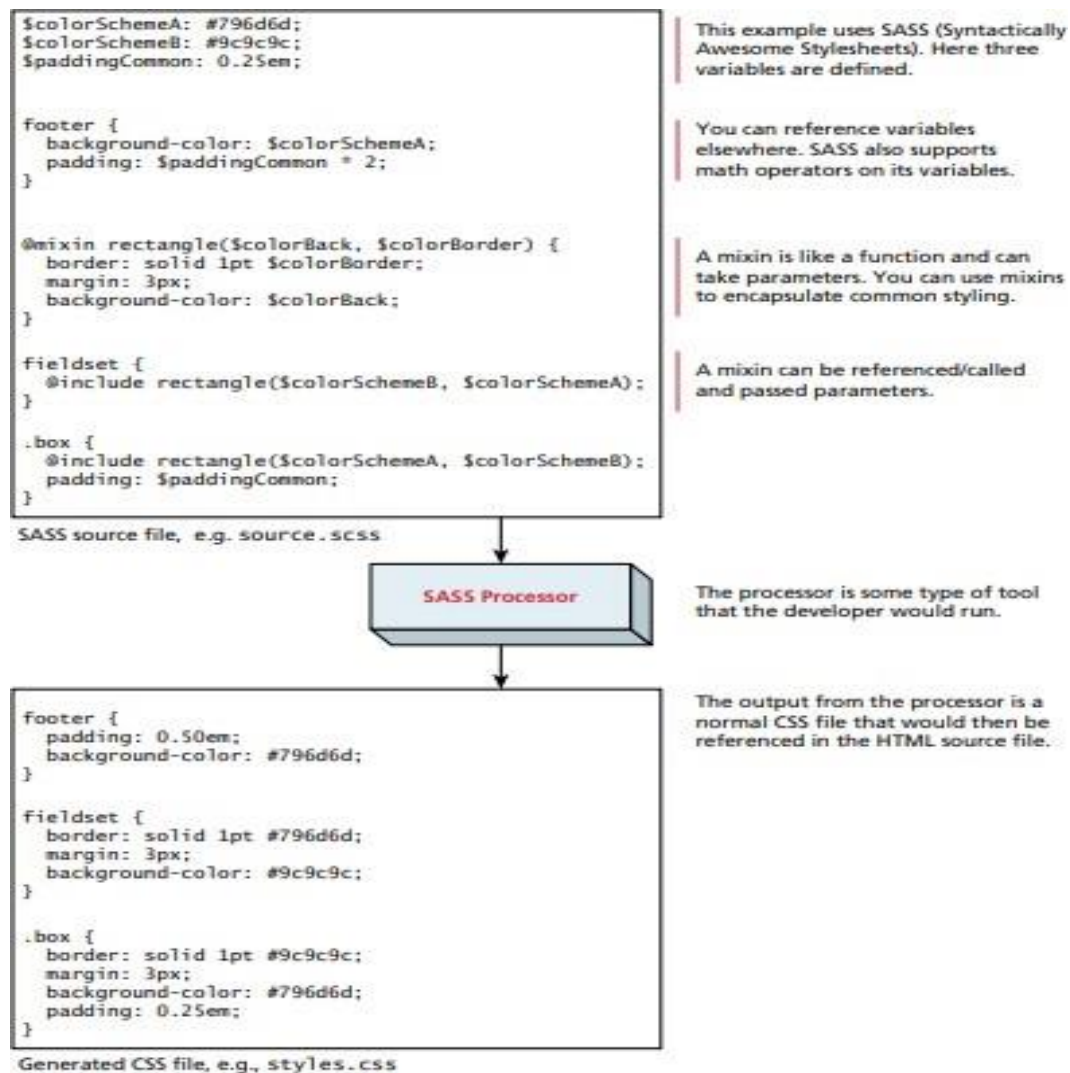 $colorSchemeA: #796d6d;
$colorSchemeB: #9c9c9c;
$paddingCommon: 0.25em;
This example uses SASS (Syntactically
Awesome Stylesheets). Here three
variables are defined.
footer {
background-color: $colorSchemeA;
padding: $paddingCommon * 2;
}
You can reference variables
elsewhere. SASS also supports
math operators on its variables.
@mixin rectangle($colorBack, $colorBorder) {
border: solid 1pt $colorBorder;
margin: 3px;
background-color: $colorBack;
}
A mixin is like a function and can
take parameters. You can use mixins
to encapsulate common styling.
fieldset {
@include rectangle($colorSchemeB, $colorSchemeA);
}
A mixin can be referenced/called
and passed parameters.
.box {
@include rectangle($colorSchemeA, $colorSchemeB);
padding: $paddingCommon;
}
SASS source file, e.g. source.scss
SASS Processor
The processor is some type of tool
that the developer would run.
footer {
padding: 0.50em;
background-color: #796d6d;
}
The output from the processor is a
normal CSS file that would then be
referenced in the HTML source file.
fieldset {
border: solid 1pt #796d6d;
margin: 3px;
background-color: #9c9c9c;
}
.box {
border: solid 1pt #9c9c9c;
margin: 3px;
background-color: #796d6d;
padding: 0.25em;
}
Generated CSS file, e.g., styles.css